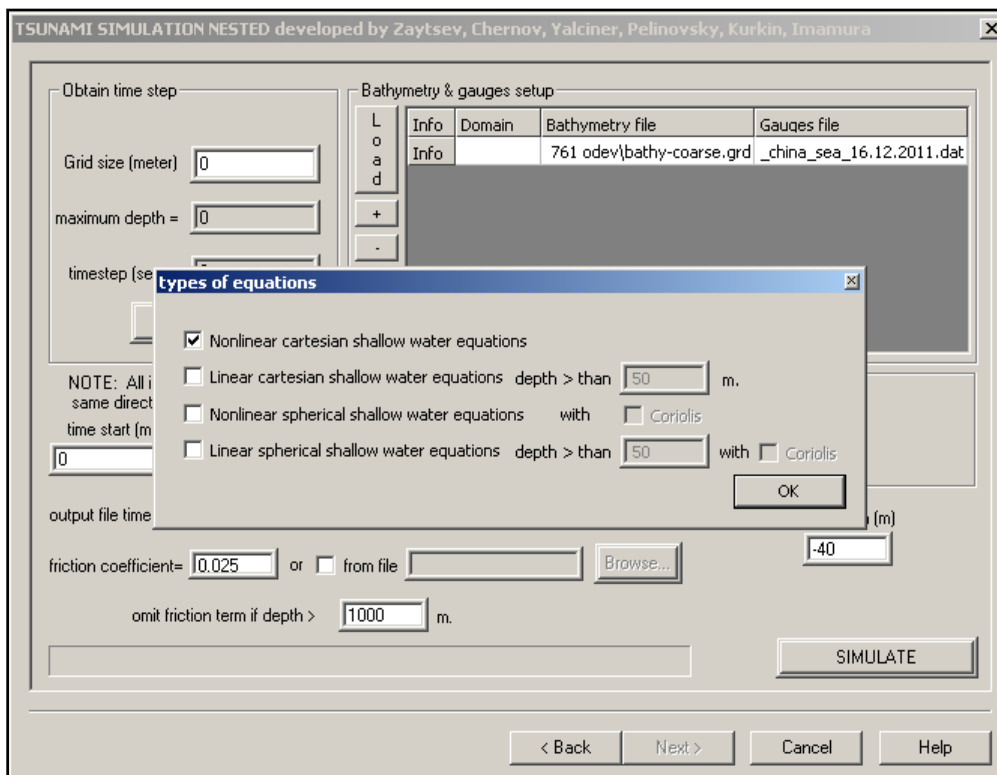 TSUNAMI SIMULATION NESTED developed by Zaytsev, Chernov, Yalciner, Pelinovsky, Kurkin, Imamura
Obtain time step
Grid size (meter) 0
maximum depth = 0
timestep (se
Bathymetry & gauges setup
Load
+
-
Info Domain Bathymetry file Gauges file
Info 761 odev\bathy-coarse.grd _china_sea_16.12.2011.dat
types of equations
Nonlinear cartesian shallow water equations
Linear cartesian shallow water equations depth > than 50 m.
Nonlinear spherical shallow water equations with Coriolis
Linear spherical shallow water equations depth > than 50 with Coriolis
OK
NOTE: All i
same direct
time start (m
0
output file time
(m)
-40
friction coefficient= 0.025 or from file Browse...
omit friction term if depth > 1000 m.
SIMULATE
< Back Next > Cancel Help